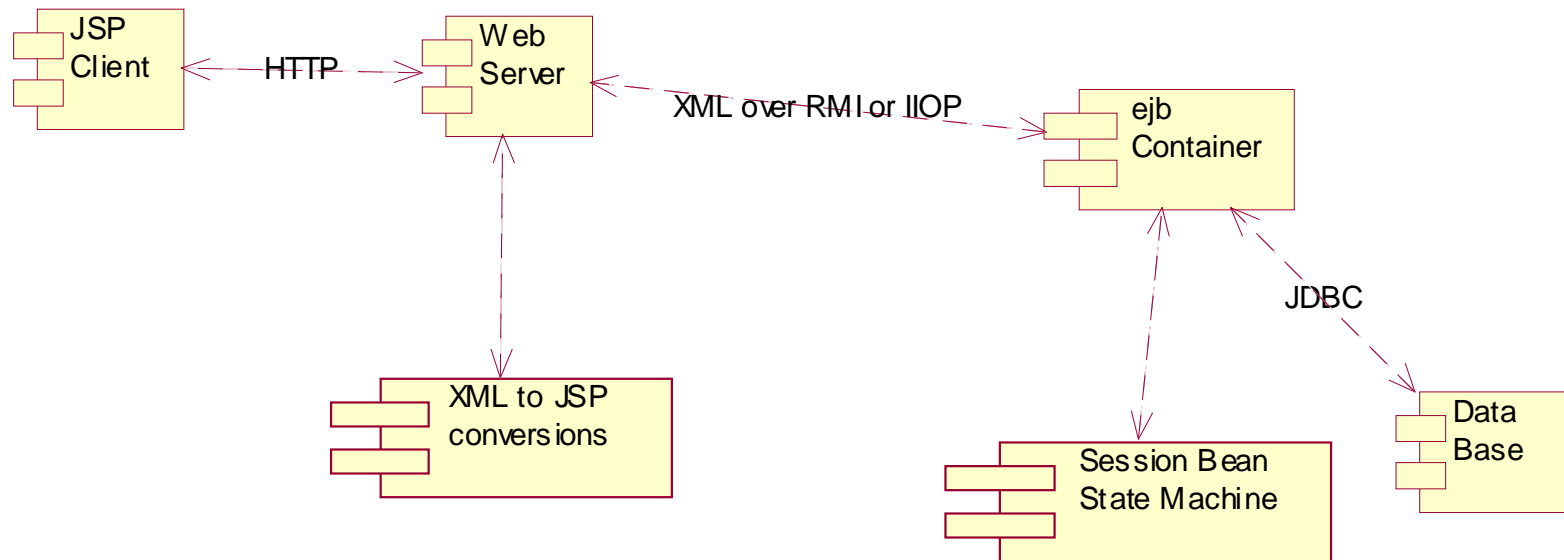 JSP
Client
HTTP
Web
Server
XML over RMI or IIOP
ejb
Container
JDBC
XML to JSP
conversions
Session Bean
State Machine
Data
Base